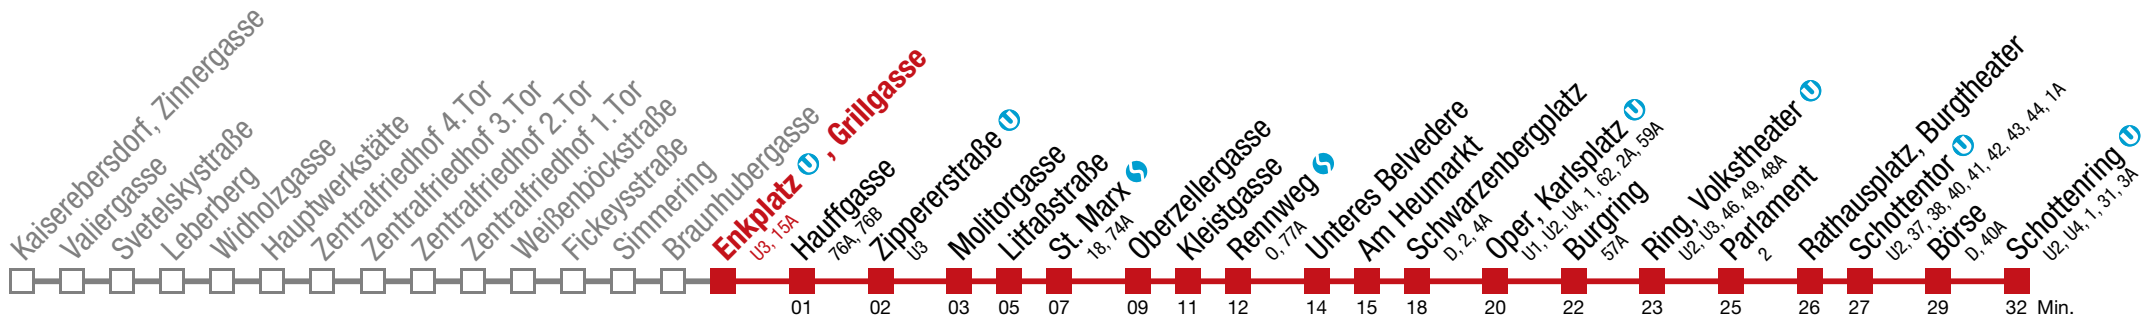 Kaiserebersdorf, Zinnergasse
Valiergasse
Svetelskystraße
Leberberg
Widholzgasse
Hauptwerkstätte
Zentralfriedhof 4.Tor
Zentralfriedhof 3.Tor
Zentralfriedhof 2.Tor
Zentralfriedhof 1.Tor
Weißenböckstraße
Fickeysstraße
Simmering
Braunhubergasse
Enkplatz U, Grillgasse
U3, 15A
Hauffgasse
76A, 76B
Zippererstraße U
U3
Molitorgasse
Litfaßstraße
St. Marx S
18, 74A
Oberzellergasse
Kleistgasse
Rennweg S
O, 77A
Unteres Belvedere
Am Heumarkt
Schwarzenbergplatz
D, 2, 4A
Oper, Karlsplatz U
U1, U2, U4, 1, 62, 2A, 59A
Burgring
57A
Ring, Volkstheater U
U2, U3, 46, 49, 48A
Parlament
2
Rathausplatz, Burgtheater
Schottentor U
U2, 37, 38, 40, 41, 42, 43, 44, 1A
Börse
D, 40A
Schottenring U
U2, U4, 1, 31, 3A
01 02 03 05 07 09 11 12 14 15 18 20 22 23 25 26 27 29 32 Min.